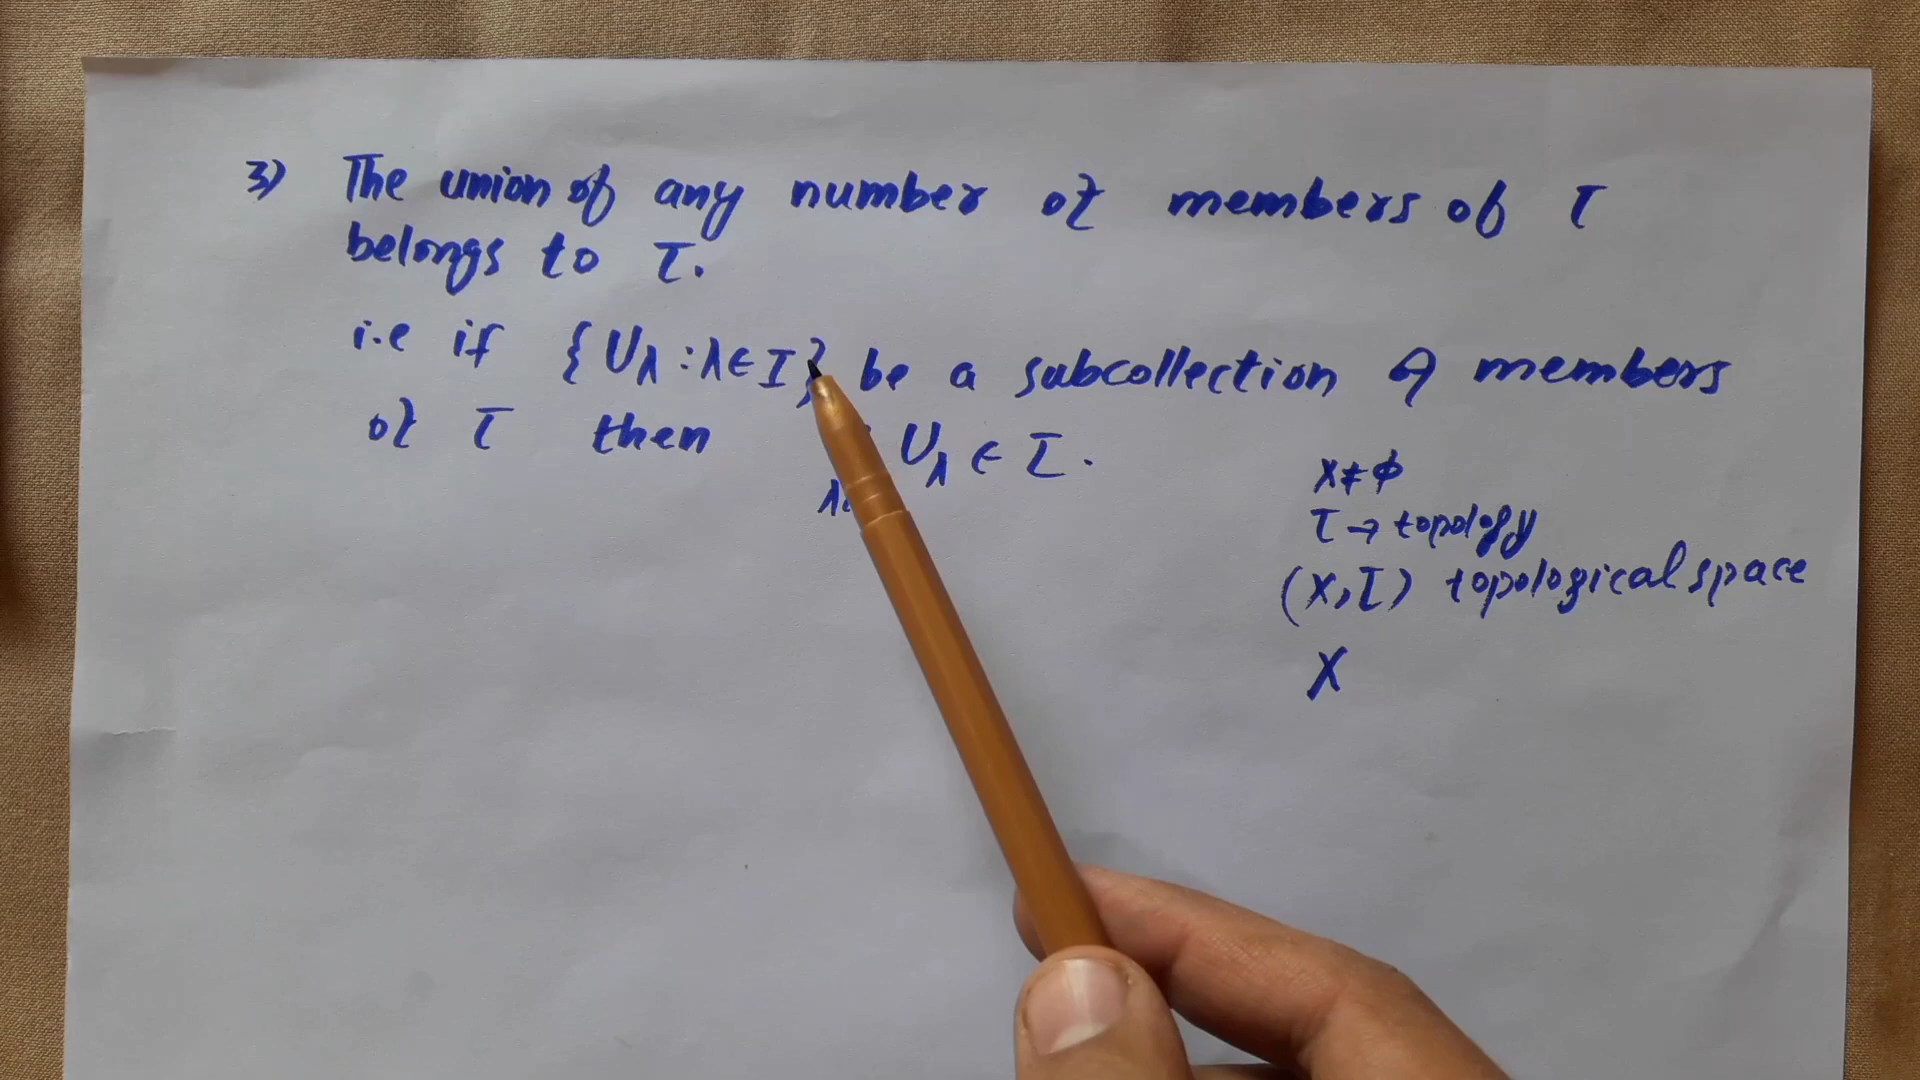 3) The union of any number of members of τ
belongs to τ.
i.e if {Uλ : λ∈I} be a subcollection of members
of τ then Uλ ∈ τ.
X≠ϕ
τ → topology
(X,τ) topological space
X